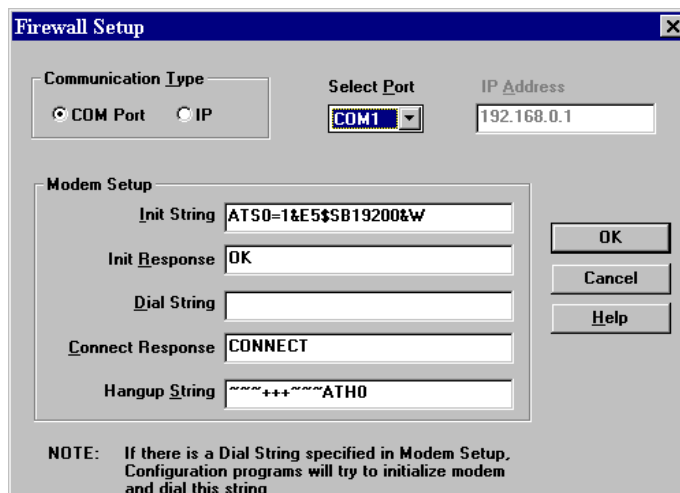 Firewall Setup
Communication Type
COM Port
IP
Select Port
COM1
IP Address
192.168.0.1
Modem Setup
Init String
ATS0=1&E5$SB19200&W
Init Response
OK
Dial String
Connect Response
CONNECT
Hangup String
~~~+++~~~ATH0
OK
Cancel
Help
NOTE: If there is a Dial String specified in Modem Setup,
Configuration programs will try to initialize modem
and dial this string